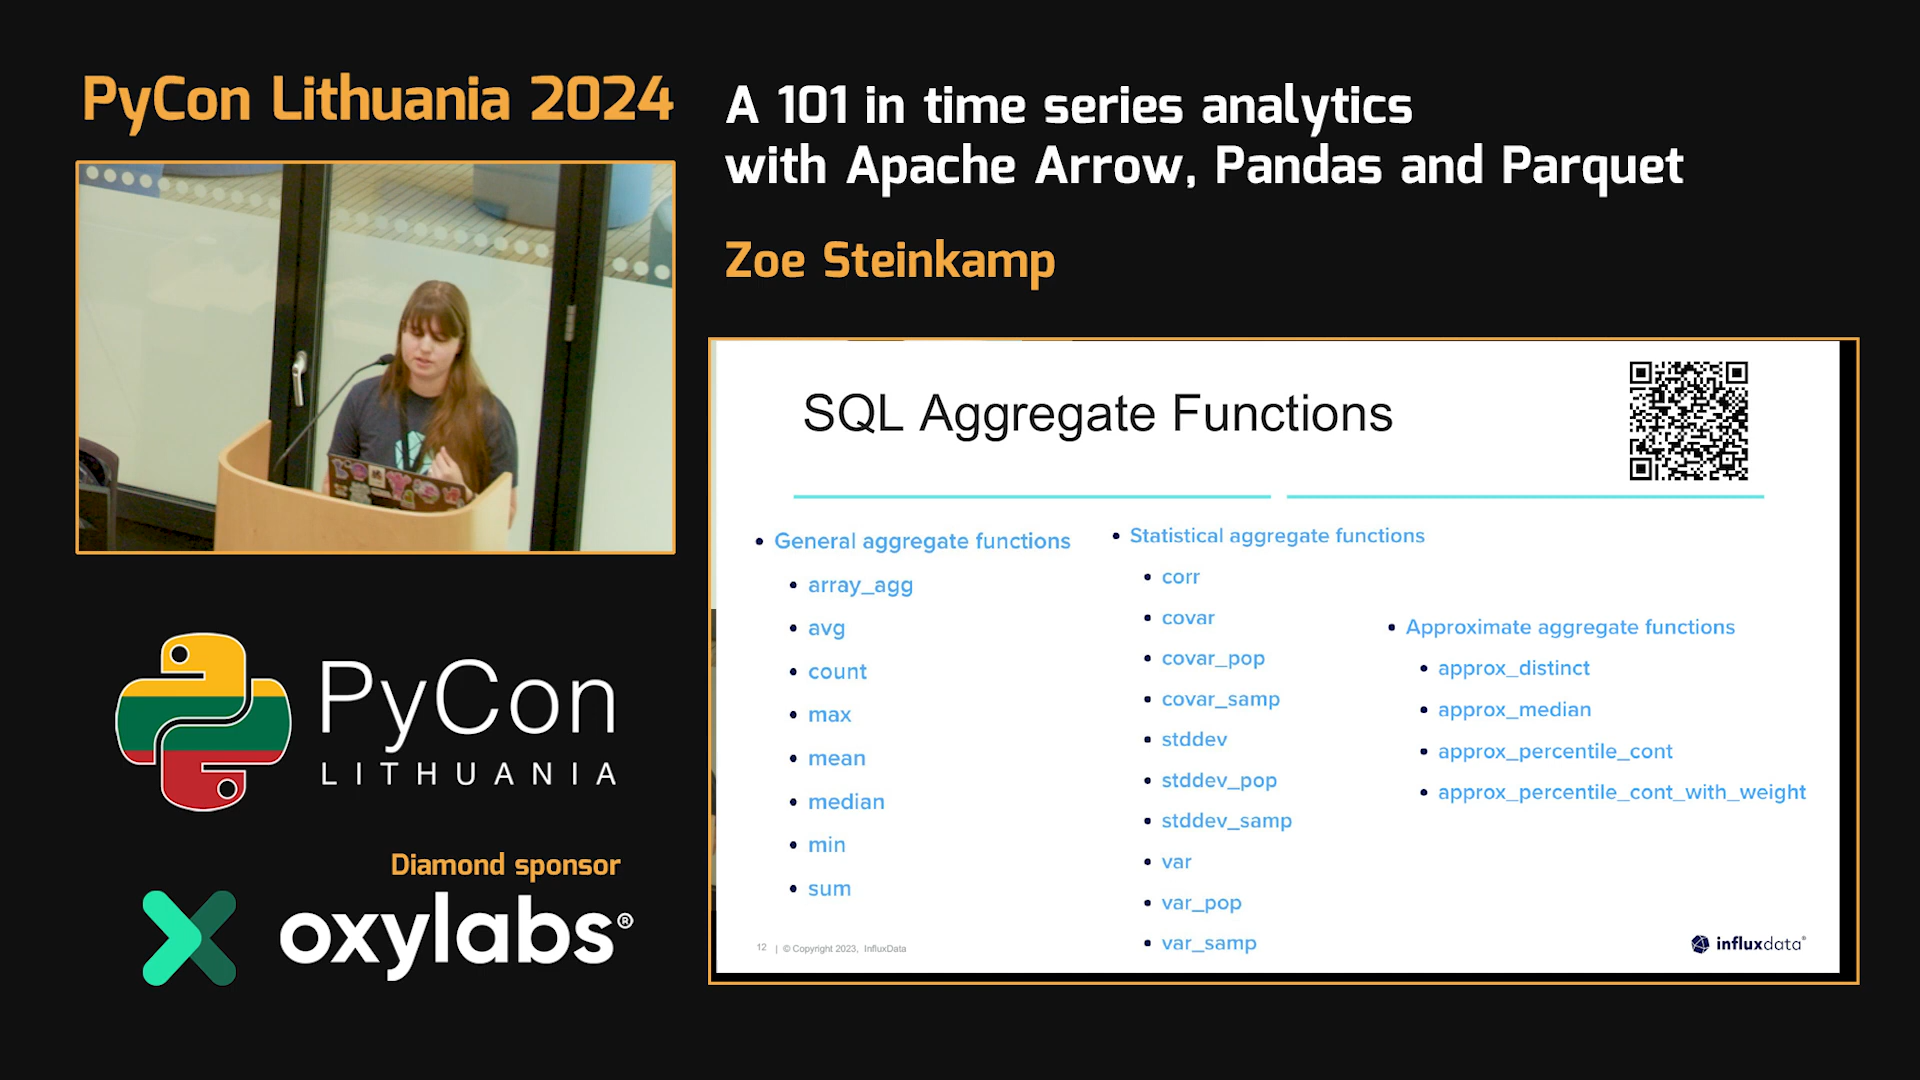 PyCon Lithuania 2024
A 101 in time series analytics
with Apache Arrow, Pandas and Parquet
Zoe Steinkamp
SQL Aggregate Functions
General aggregate functions
array_agg
avg
count
max
mean
median
min
sum
Statistical aggregate functions
corr
covar
covar_pop
covar_samp
stddev
stddev_pop
stddev_samp
var
var_pop
var_samp
Approximate aggregate functions
approx_distinct
approx_median
approx_percentile_cont
approx_percentile_cont_with_weight
12 | © Copyright 2023, InfluxData
influxdata®
PyCon
LITHUANIA
Diamond sponsor
oxylabs®